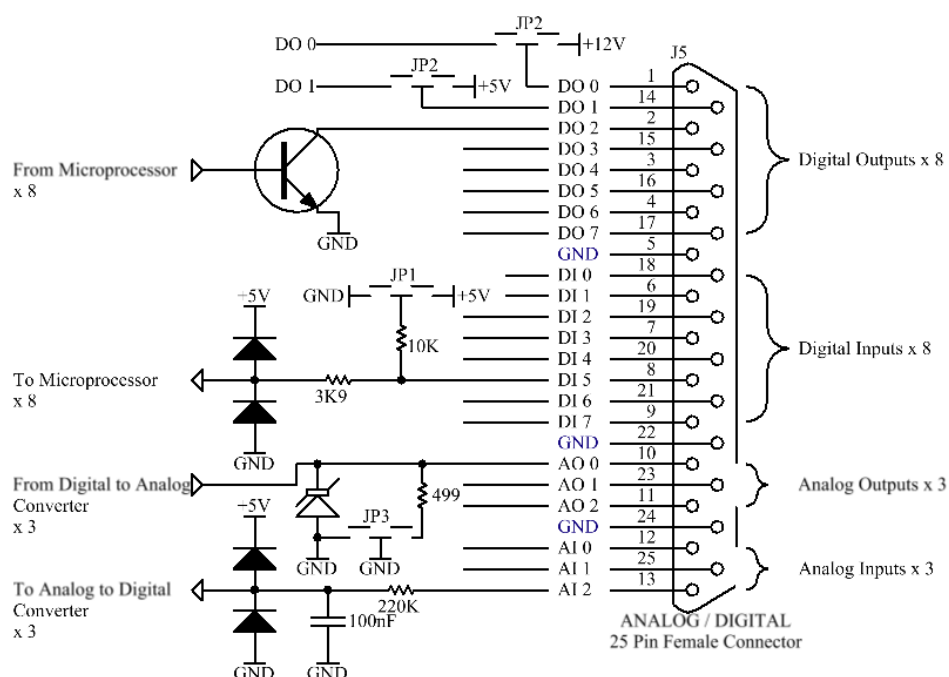 JP2
DO 0
+12V
J5
JP2
DO 1
+5V
DO 0
1
DO 1
14
DO 2
2
DO 3
15
From Microprocessor
x 8
DO 4
3
Digital Outputs x 8
DO 5
16
DO 6
4
DO 7
17
GND
GND
5
DI 0
18
JP1
GND
+5V
DI 1
6
+5V
DI 2
19
10K
DI 3
7
Digital Inputs x 8
DI 4
20
To Microprocessor
x 8
3K9
DI 5
8
DI 6
21
DI 7
9
GND
GND
22
AO 0
10
From Digital to Analog
Converter
x 3
AO 1
23
Analog Outputs x 3
499
AO 2
11
+5V
JP3
GND
24
AI 0
12
GND
GND
AI 1
25
Analog Inputs x 3
To Analog to Digital
Converter
x 3
220K
AI 2
13
100nF
ANALOG / DIGITAL
25 Pin Female Connector
GND
GND